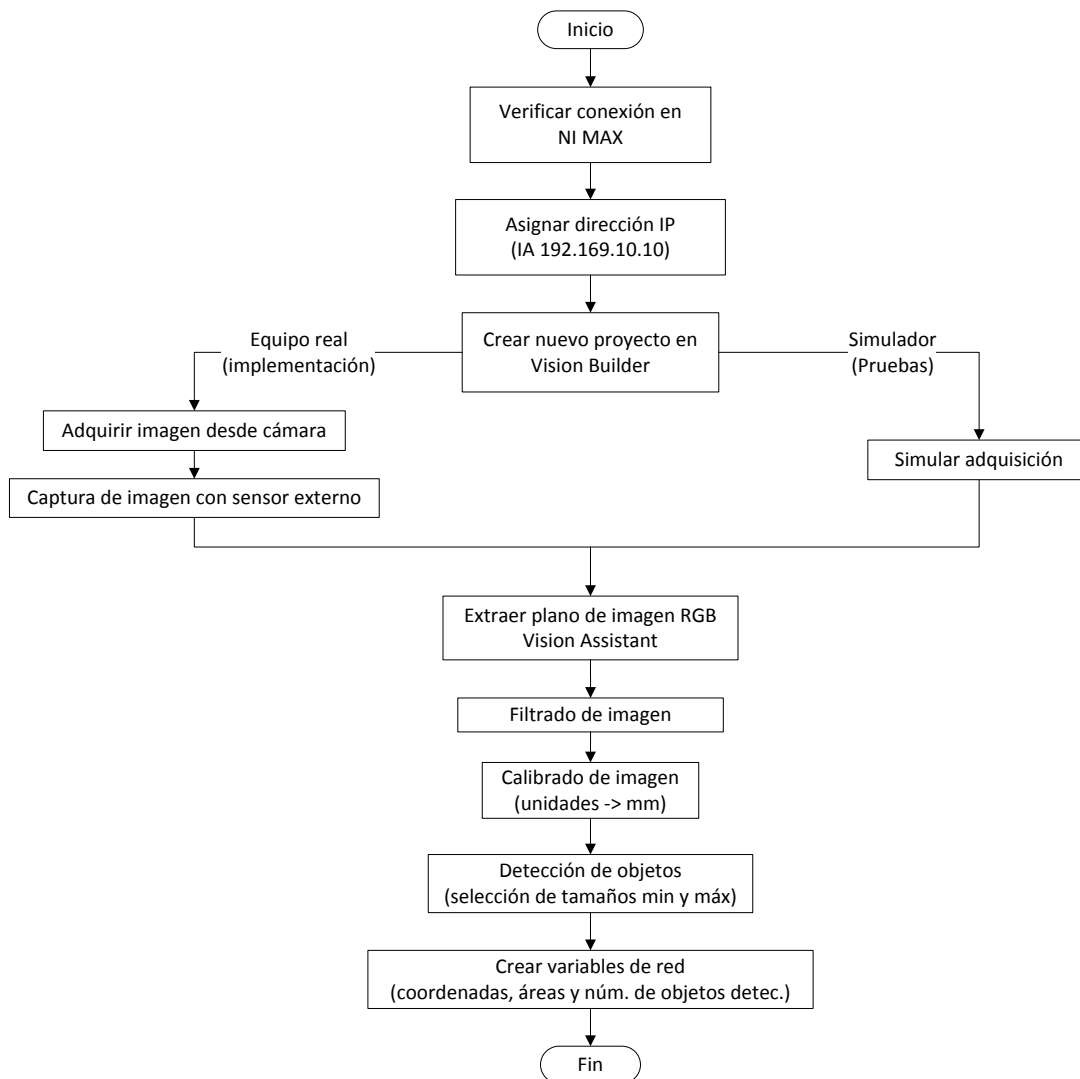 Inicio
Verificar conexión en
NI MAX
Asignar dirección IP
(IA 192.169.10.10)
Crear nuevo proyecto en
Vision Builder
Equipo real
(implementación)
Simulador
(Pruebas)
Adquirir imagen desde cámara
Captura de imagen con sensor externo
Simular adquisición
Extraer plano de imagen RGB
Vision Assistant
Filtrado de imagen
Calibrado de imagen
(unidades -> mm)
Detección de objetos
(selección de tamaños min y máx)
Crear variables de red
(coordenadas, áreas y núm. de objetos detec.)
Fin